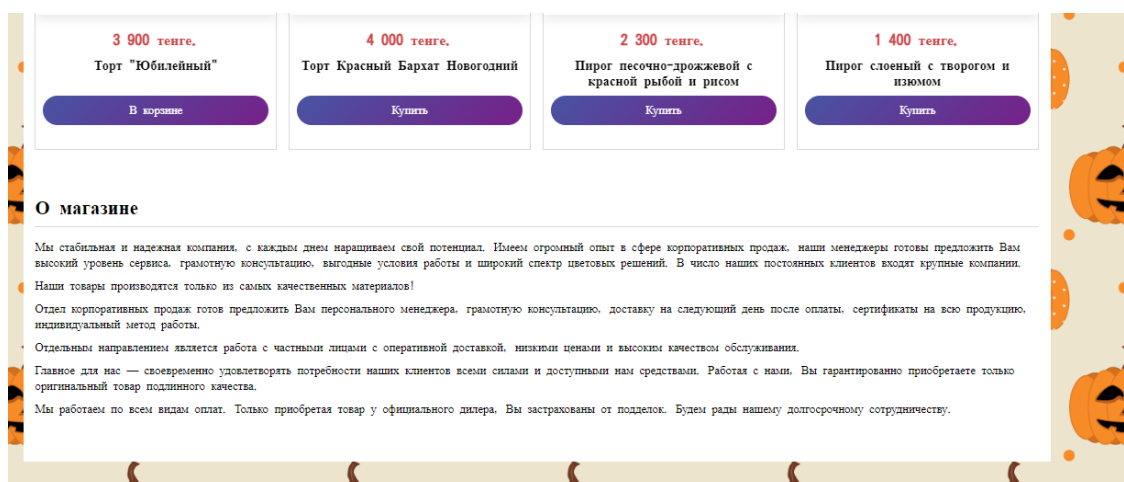 3 900 тенге.
4 000 тенге.
2 300 тенге.
1 400 тенге.
Торт "Юбилейный"
Торт Красный Бархат Новогодний
Пирог песочно-дрожжевой с
красной рыбой и рисом
Пирог слоеный с творогом и
изюмом
В корзине
Купить
Купить
Купить
О магазине
Мы стабильная и надежная компания, с каждым днем наращиваем свой потенциал. Имеем огромный опыт в сфере корпоративных продаж, наши менеджеры готовы предложить Вам
высокий уровень сервиса, грамотную консультацию, выгодные условия работы и широкий спектр цветовых решений. В число наших постоянных клиентов входят крупные компании.
Наши товары производятся только из самых качественных материалов!
Отдел корпоративных продаж готов предложить Вам персонального менеджера, грамотную консультацию, доставку на следующий день после оплаты, сертификаты на всю продукцию,
индивидуальный метод работы.
Отдельным направлением является работа с частными лицами с оперативной доставкой, низкими ценами и высоким качеством обслуживания.
Главное для нас — своевременно удовлетворять потребности наших клиентов всеми силами и доступными нам средствами. Работая с нами, Вы гарантированно приобретаете только
оригинальный товар подлинного качества.
Мы работаем по всем видам оплат. Только приобретая товар у официального дилера, Вы застрахованы от подделок. Будем рады нашему долгосрочному сотрудничеству.